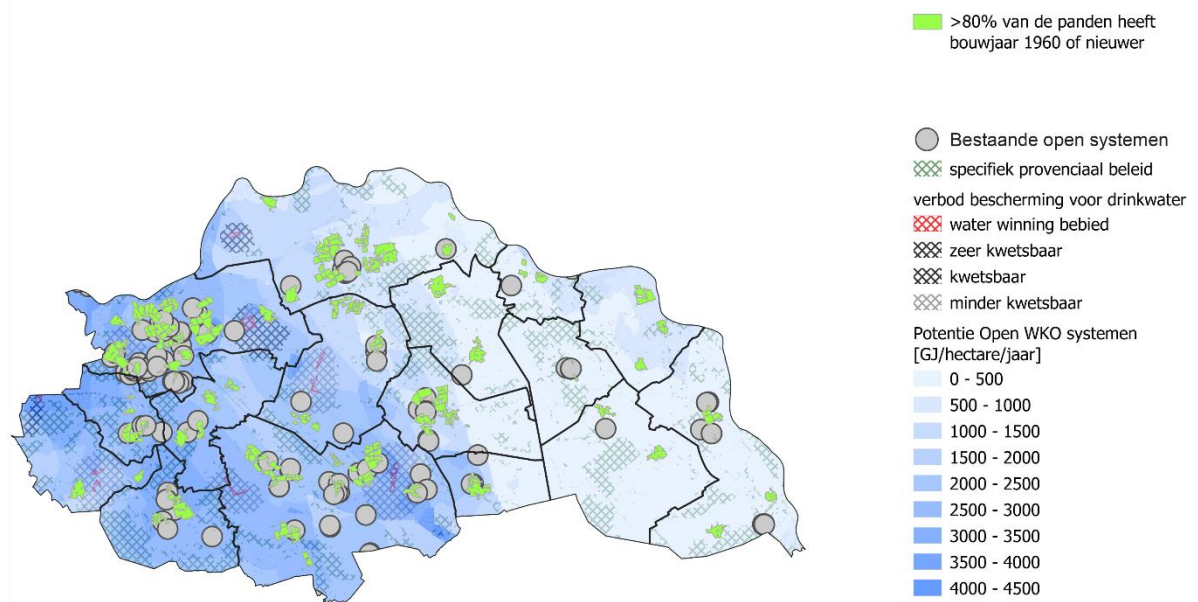 >80% van de panden heeft
bouwjaar 1960 of nieuwer
Bestaande open systemen
specifiek provenciaal beleid
verbod bescherming voor drinkwater
water winning bebied
zeer kwetsbaar
kwetsbaar
minder kwetsbaar
Potentie Open WKO systemen
[GJ/hectare/jaar]
0 - 500
500 - 1000
1000 - 1500
1500 - 2000
2000 - 2500
2500 - 3000
3000 - 3500
3500 - 4000
4000 - 4500